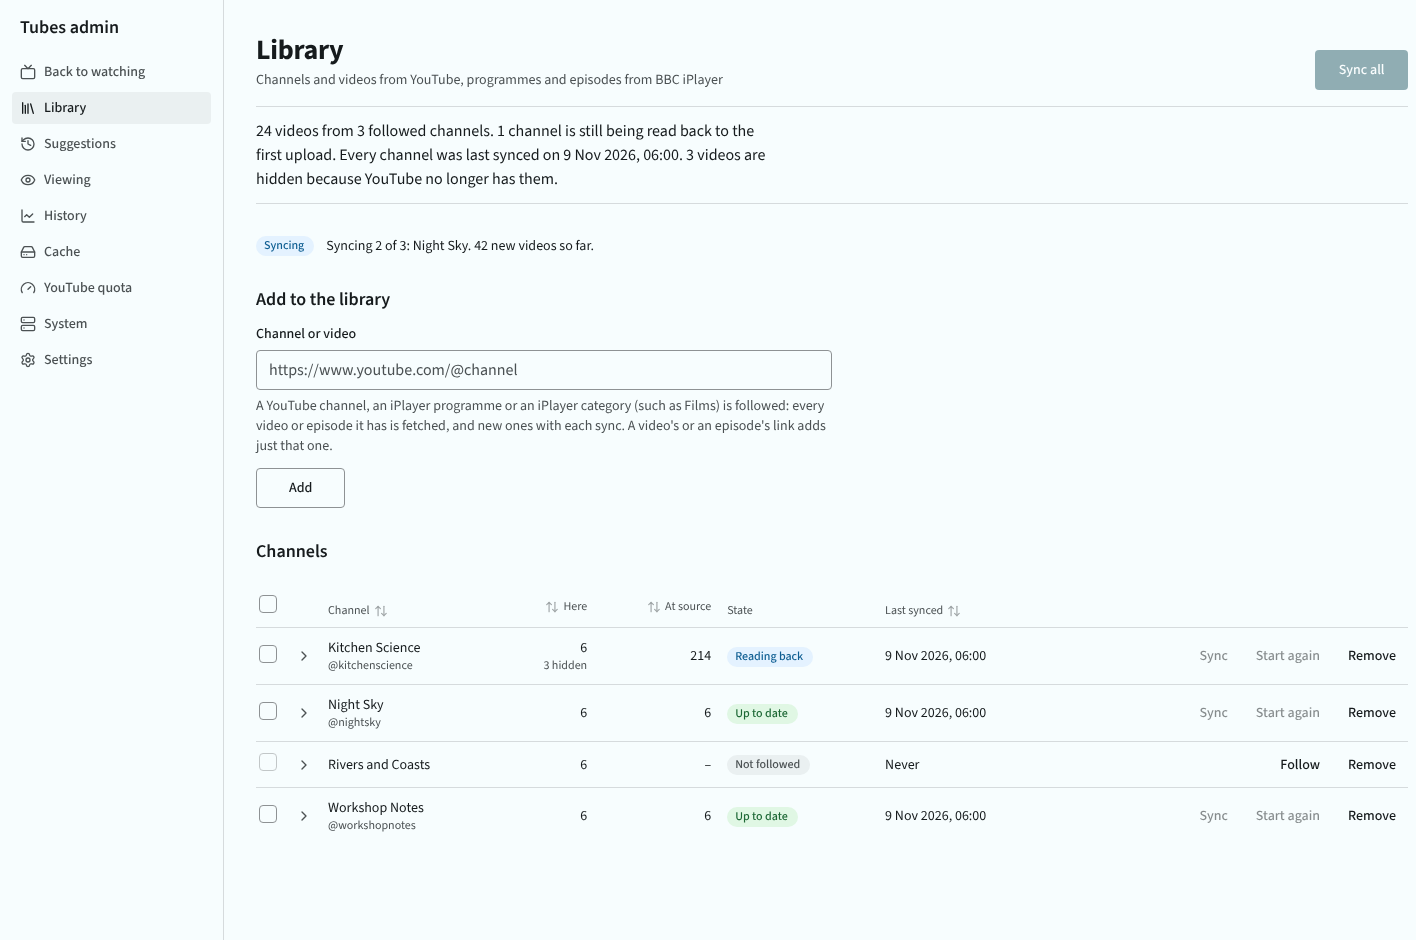 Tubes admin
Back to watching
Library
Suggestions
Viewing
History
Cache
YouTube quota
System
Settings
Library
Channels and videos from YouTube, programmes and episodes from BBC iPlayer
Sync all
24 videos from 3 followed channels. 1 channel is still being read back to the
first upload. Every channel was last synced on 9 Nov 2026, 06:00. 3 videos are
hidden because YouTube no longer has them.
Syncing
Syncing 2 of 3: Night Sky. 42 new videos so far.
Add to the library
Channel or video
https://www.youtube.com/@channel
A YouTube channel, an iPlayer programme or an iPlayer category (such as Films) is followed: every
video or episode it has is fetched, and new ones with each sync. A video's or an episode's link adds
just that one.
Add
Channels
Channel Here At source State Last synced
Kitchen Science 6 214 Reading back 9 Nov 2026, 06:00 Sync Start again Remove
@kitchenscience 3 hidden
Night Sky 6 6 Up to date 9 Nov 2026, 06:00 Sync Start again Remove
@nightsky
Rivers and Coasts 6 – Not followed Never Follow Remove
Workshop Notes 6 6 Up to date 9 Nov 2026, 06:00 Sync Start again Remove
@workshopnotes